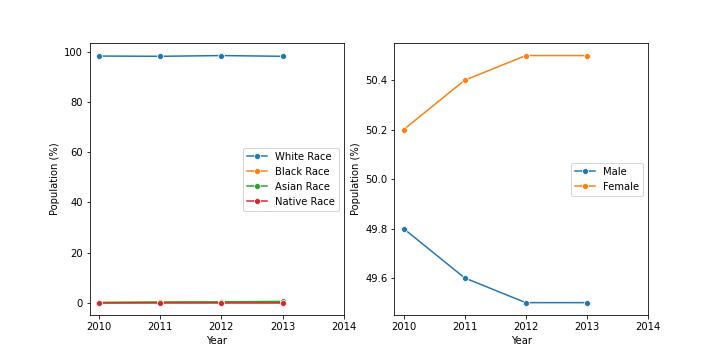 100
80
60
40
20
0
Population (%)
2010 2011 2012 2013 2014
Year
White Race
Black Race
Asian Race
Native Race
50.4
50.2
50.0
49.8
49.6
Population (%)
2010 2011 2012 2013 2014
Year
Male
Female